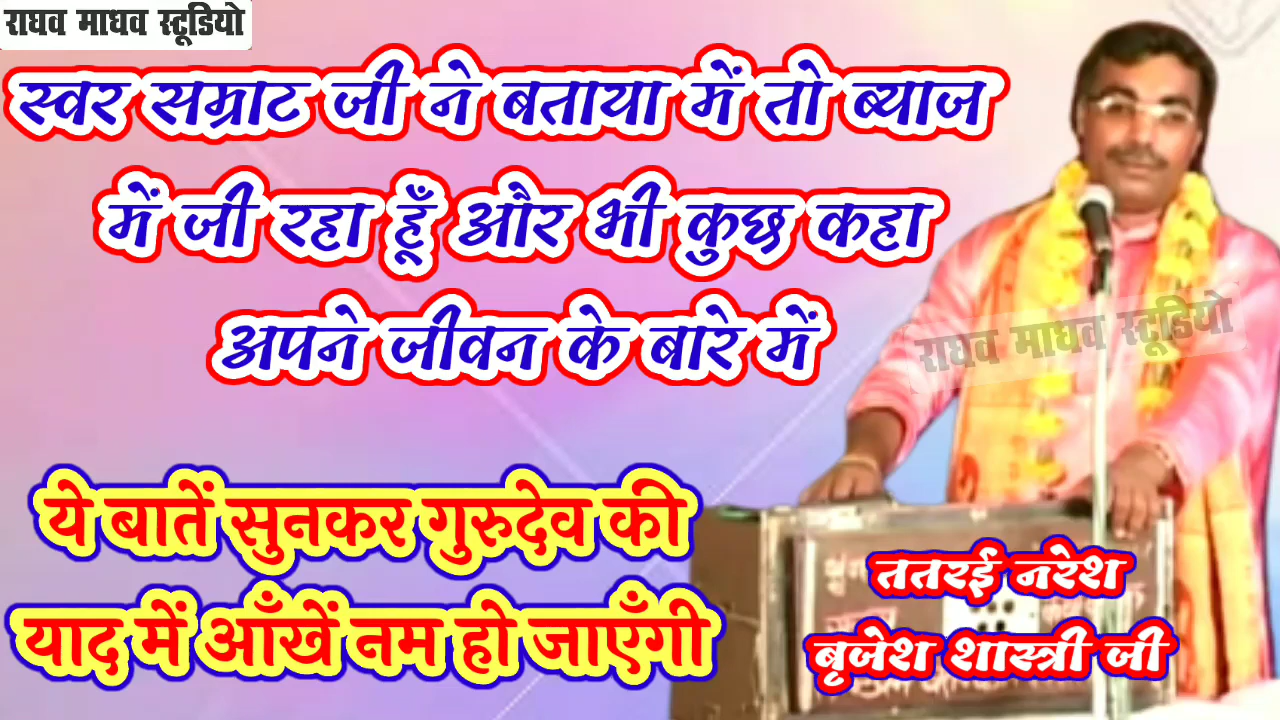 राघव माधव स्टूडियो
स्वर सम्राट जी ने बताया में तो ब्याज
में जी रहा हूँ और भी कुछ कहा
अपने जीवन के बारे में
राघव माधव स्टूडियो
ये बातें सुनकर गुरुदेव की
याद में आँखें नम हो जाएँगी
ततरई नरेश
बृजेश शास्त्री जी